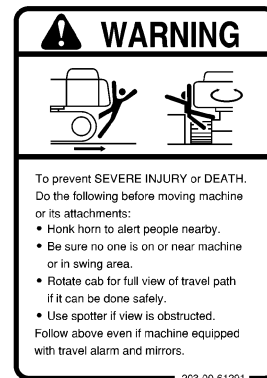 WARNING
To prevent SEVERE INJURY or DEATH.
Do the following before moving machine
or its attachments:
• Honk horn to alert people nearby.
• Be sure no one is on or near machine
or in swing area.
• Rotate cab for full view of travel path
if it can be done safely.
• Use spotter if view is obstructed.
Follow above even if machine equipped
with travel alarm and mirrors.